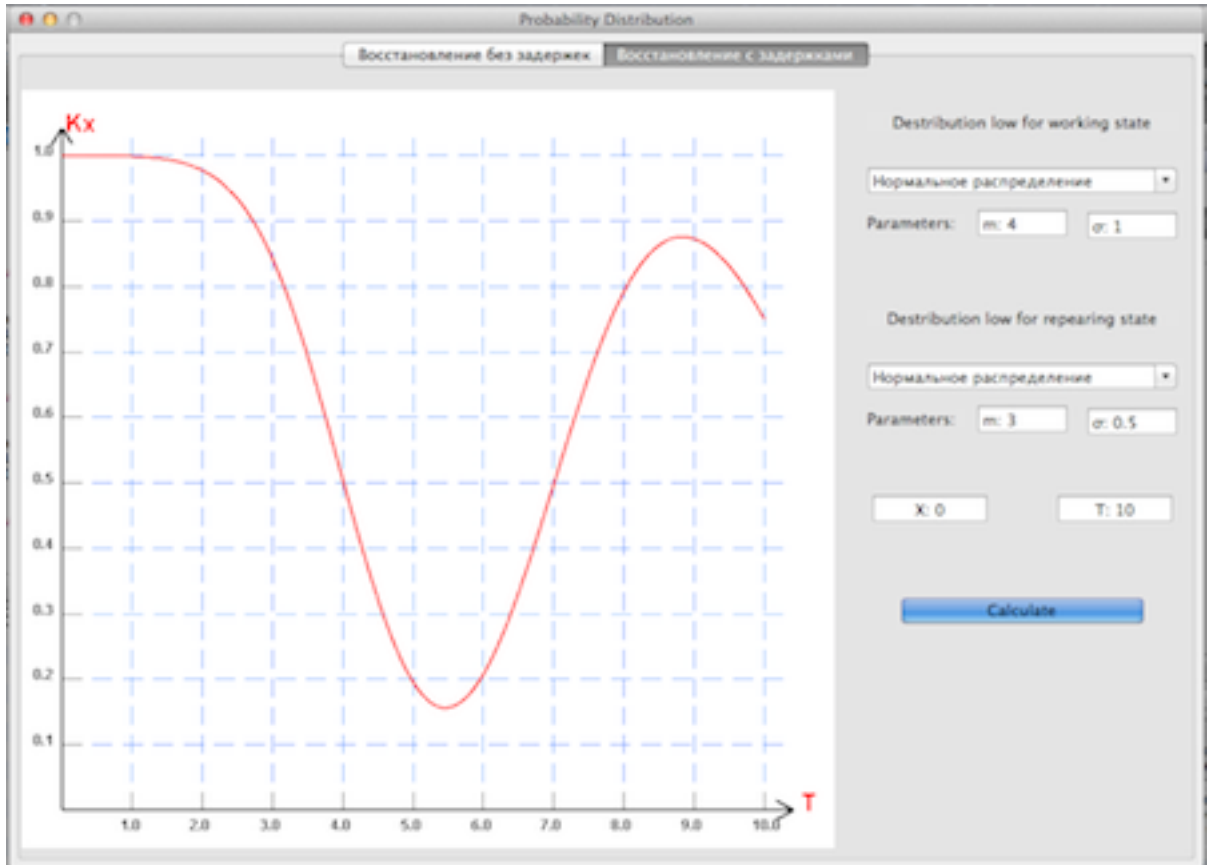 Probability Distribution
Восстановление без задержек
Восстановление с задержками
Kx
1.0
0.9
0.8
0.7
0.6
0.5
0.4
0.3
0.2
0.1
1.0 2.0 3.0 4.0 5.0 6.0 7.0 8.0 9.0 10.0
T
Destribution low for working state
Нормальное распределение
Parameters: m: 4 σ: 1
Destribution low for repearing state
Нормальное распределение
Parameters: m: 3 σ: 0.5
X: 0 T: 10
Calculate